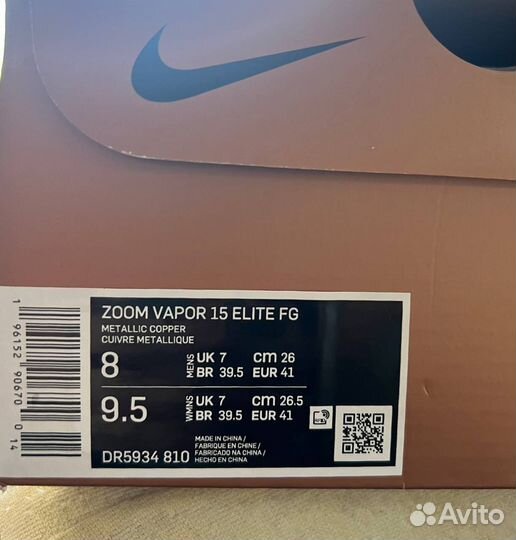 ZOOM VAPOR 15 ELITE FG
METALLIC COPPER
CUIVRE METALLIQUE
8 MENS UK 7 CM 26
BR 39.5 EUR 41
9.5 WMNS UK 7 CM 26.5
BR 39.5 EUR 41
MADE IN CHINA /
FABRIQUE EN CHINE /
FABRICADO NA CHINA /
HECHO EN CHINA
DR5934 810
1 96152 90670 0 14
Avito